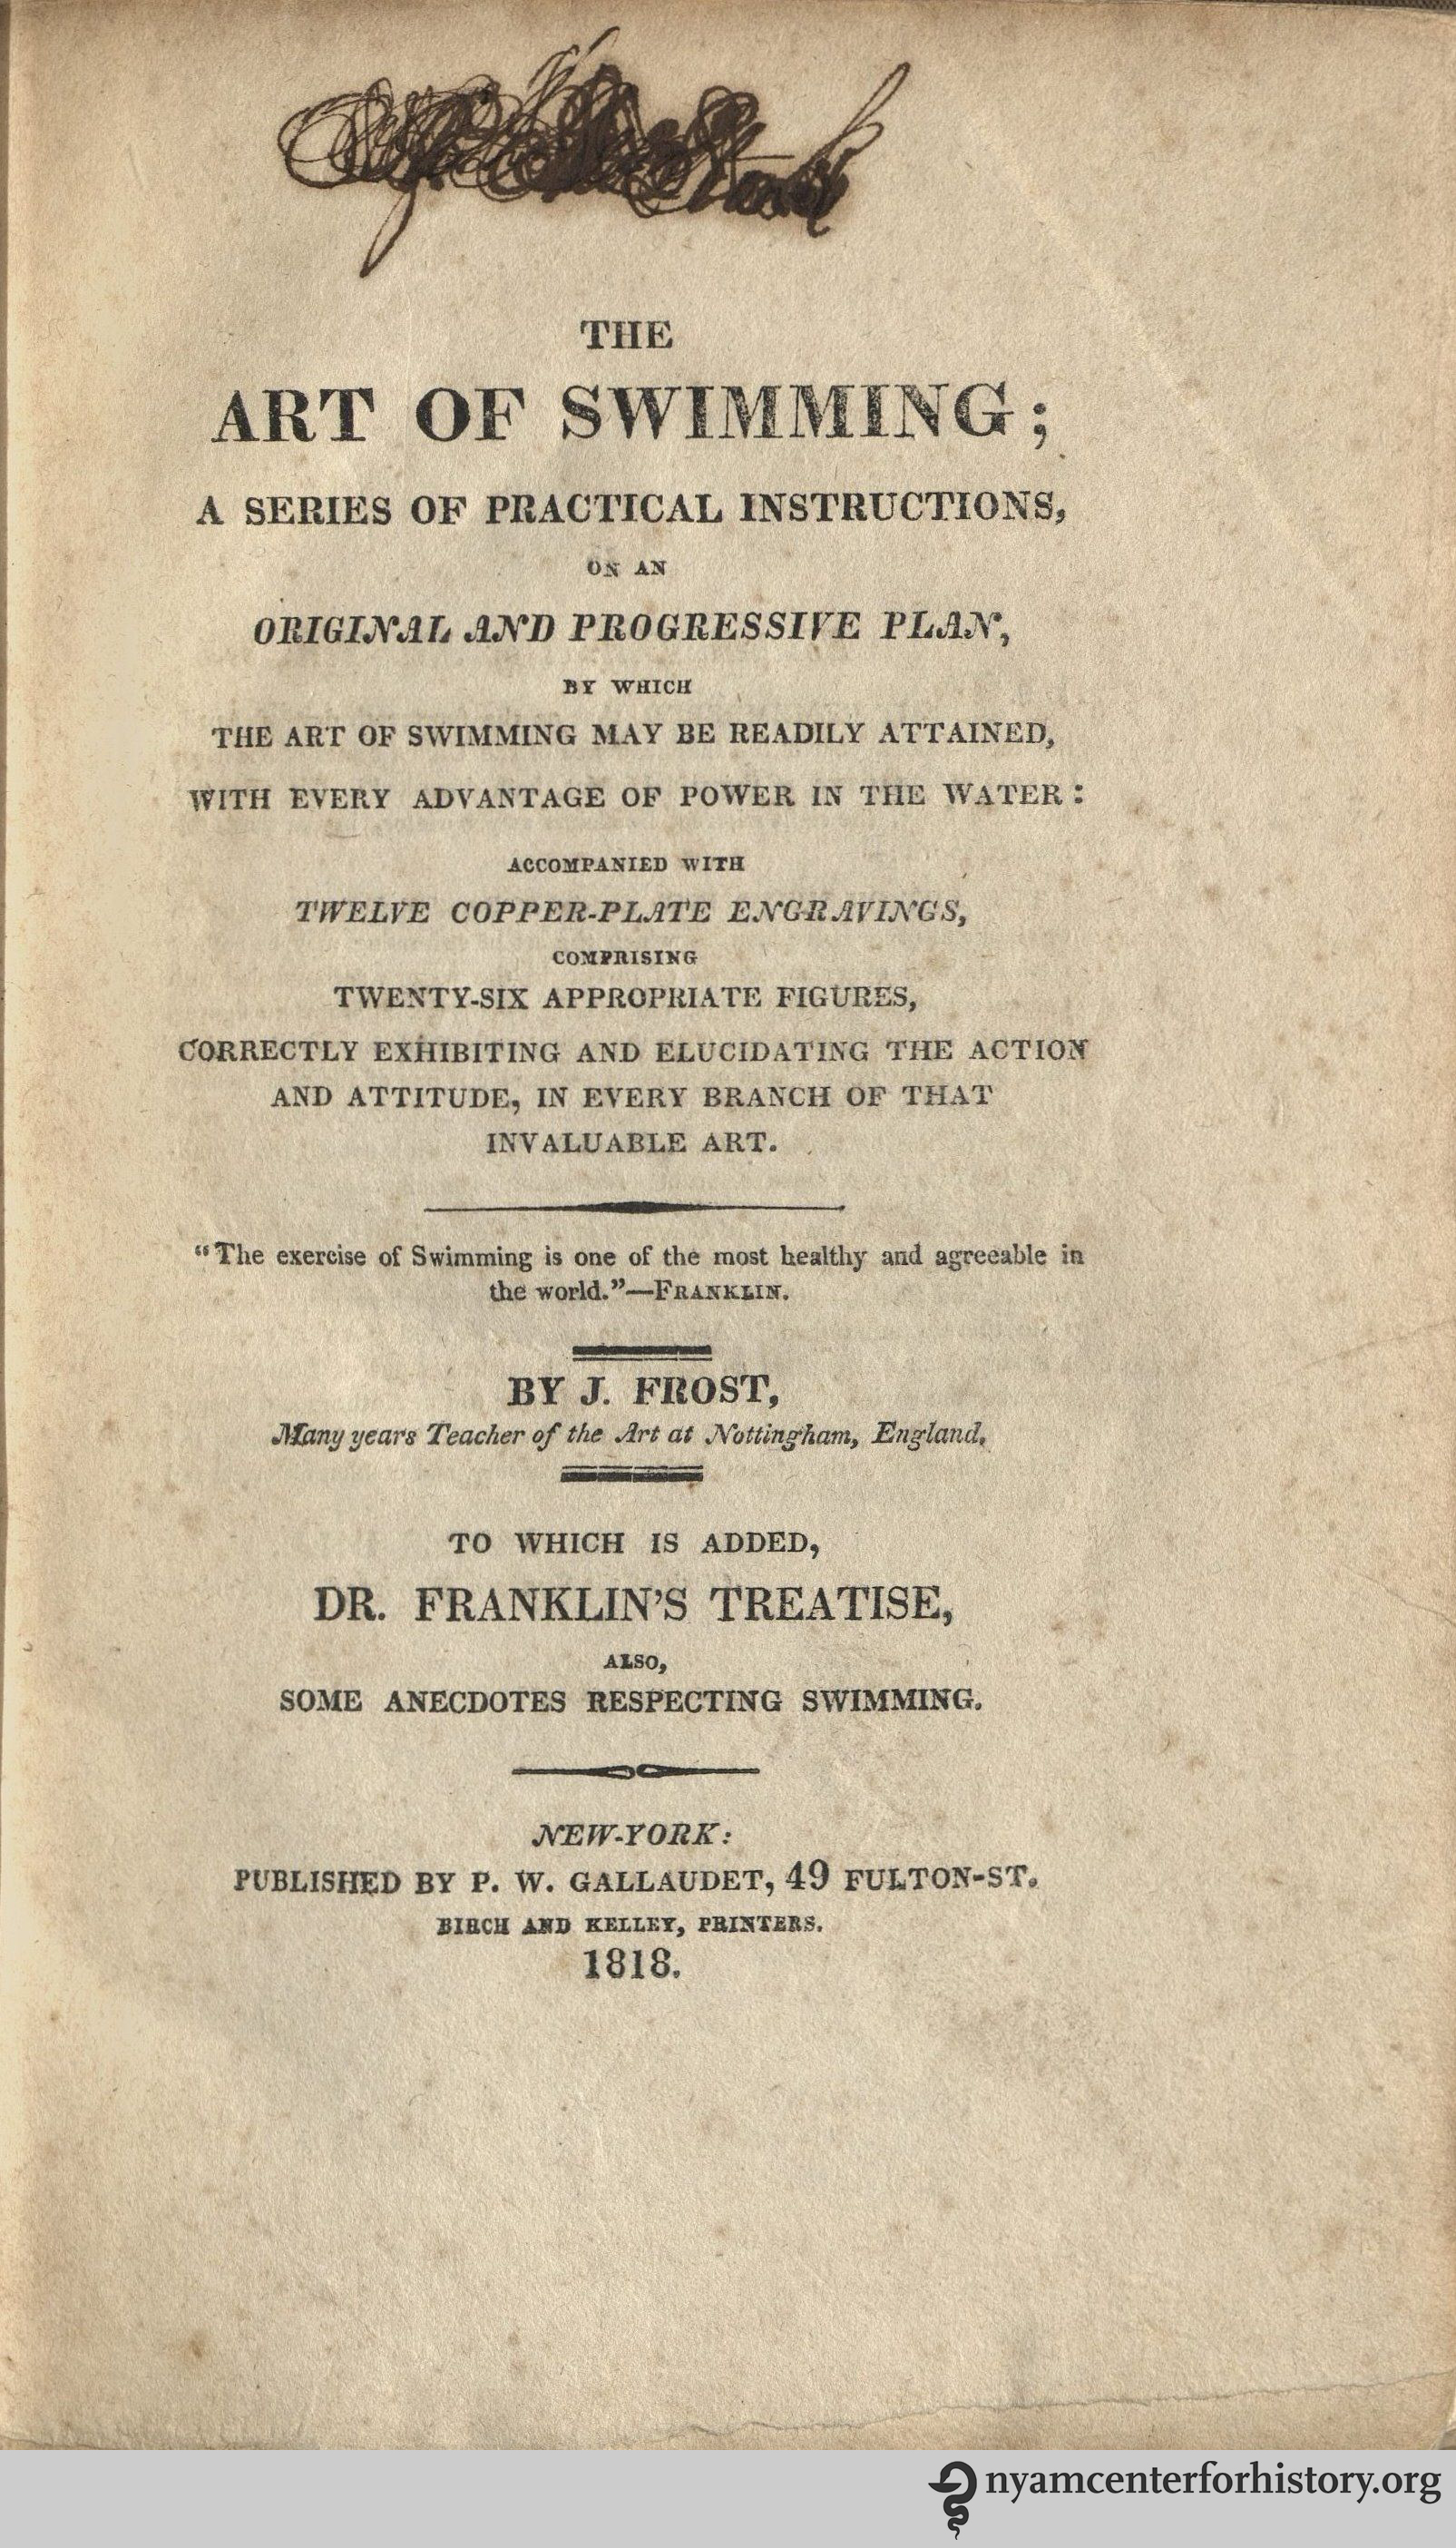 THE
ART OF SWIMMING;
A SERIES OF PRACTICAL INSTRUCTIONS,
ON AN
ORIGINAL AND PROGRESSIVE PLAN,
BY WHICH
THE ART OF SWIMMING MAY BE READILY ATTAINED,
WITH EVERY ADVANTAGE OF POWER IN THE WATER:
ACCOMPANIED WITH
TWELVE COPPER-PLATE ENGRAVINGS,
COMPRISING
TWENTY-SIX APPROPRIATE FIGURES,
CORRECTLY EXHIBITING AND ELUCIDATING THE ACTION
AND ATTITUDE, IN EVERY BRANCH OF THAT
INVALUABLE ART.
"The exercise of Swimming is one of the most healthy and agreeable in
the world."—FRANKLIN.
BY J. FROST,
Many years Teacher of the Art at Nottingham, England.
TO WHICH IS ADDED,
DR. FRANKLIN'S TREATISE,
ALSO,
SOME ANECDOTES RESPECTING SWIMMING.
NEW-YORK:
PUBLISHED BY P. W. GALLAUDET, 49 FULTON-ST.
BIRCH AND KELLEY, PRINTERS.
1818.
nyamcenterforhistory.org